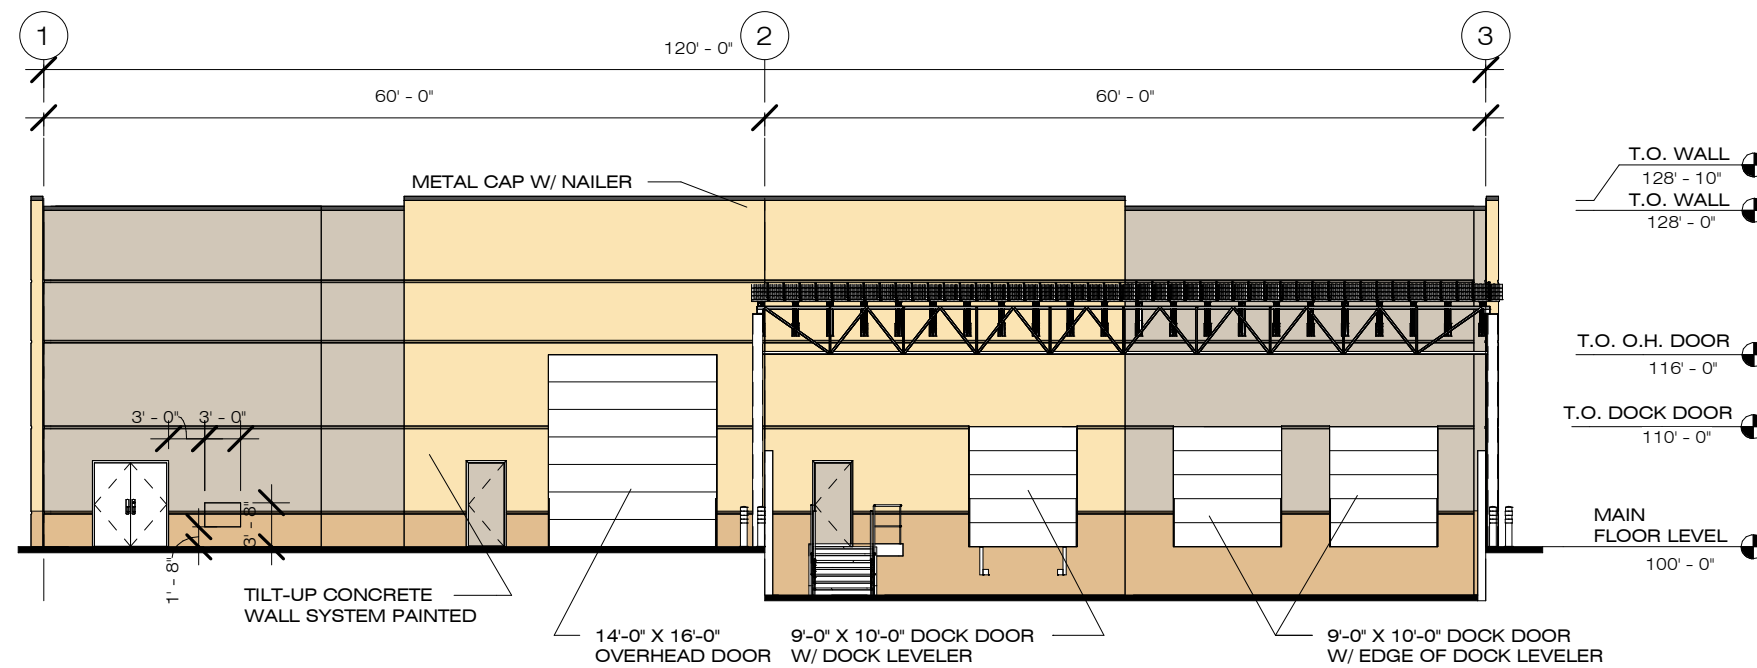 1
2
3
120' - 0"
60' - 0"
60' - 0"
METAL CAP W/ NAILER
T.O. WALL
128' - 10"
T.O. WALL
128' - 0"
T.O. O.H. DOOR
116' - 0"
T.O. DOCK DOOR
110' - 0"
3' - 0"
3' - 0"
3' - 8"
1' - 8"
MAIN
FLOOR LEVEL
100' - 0"
TILT-UP CONCRETE
WALL SYSTEM PAINTED
14'-0" X 16'-0"
OVERHEAD DOOR
9'-0" X 10'-0" DOCK DOOR
W/ DOCK LEVELER
9'-0" X 10'-0" DOCK DOOR
W/ EDGE OF DOCK LEVELER